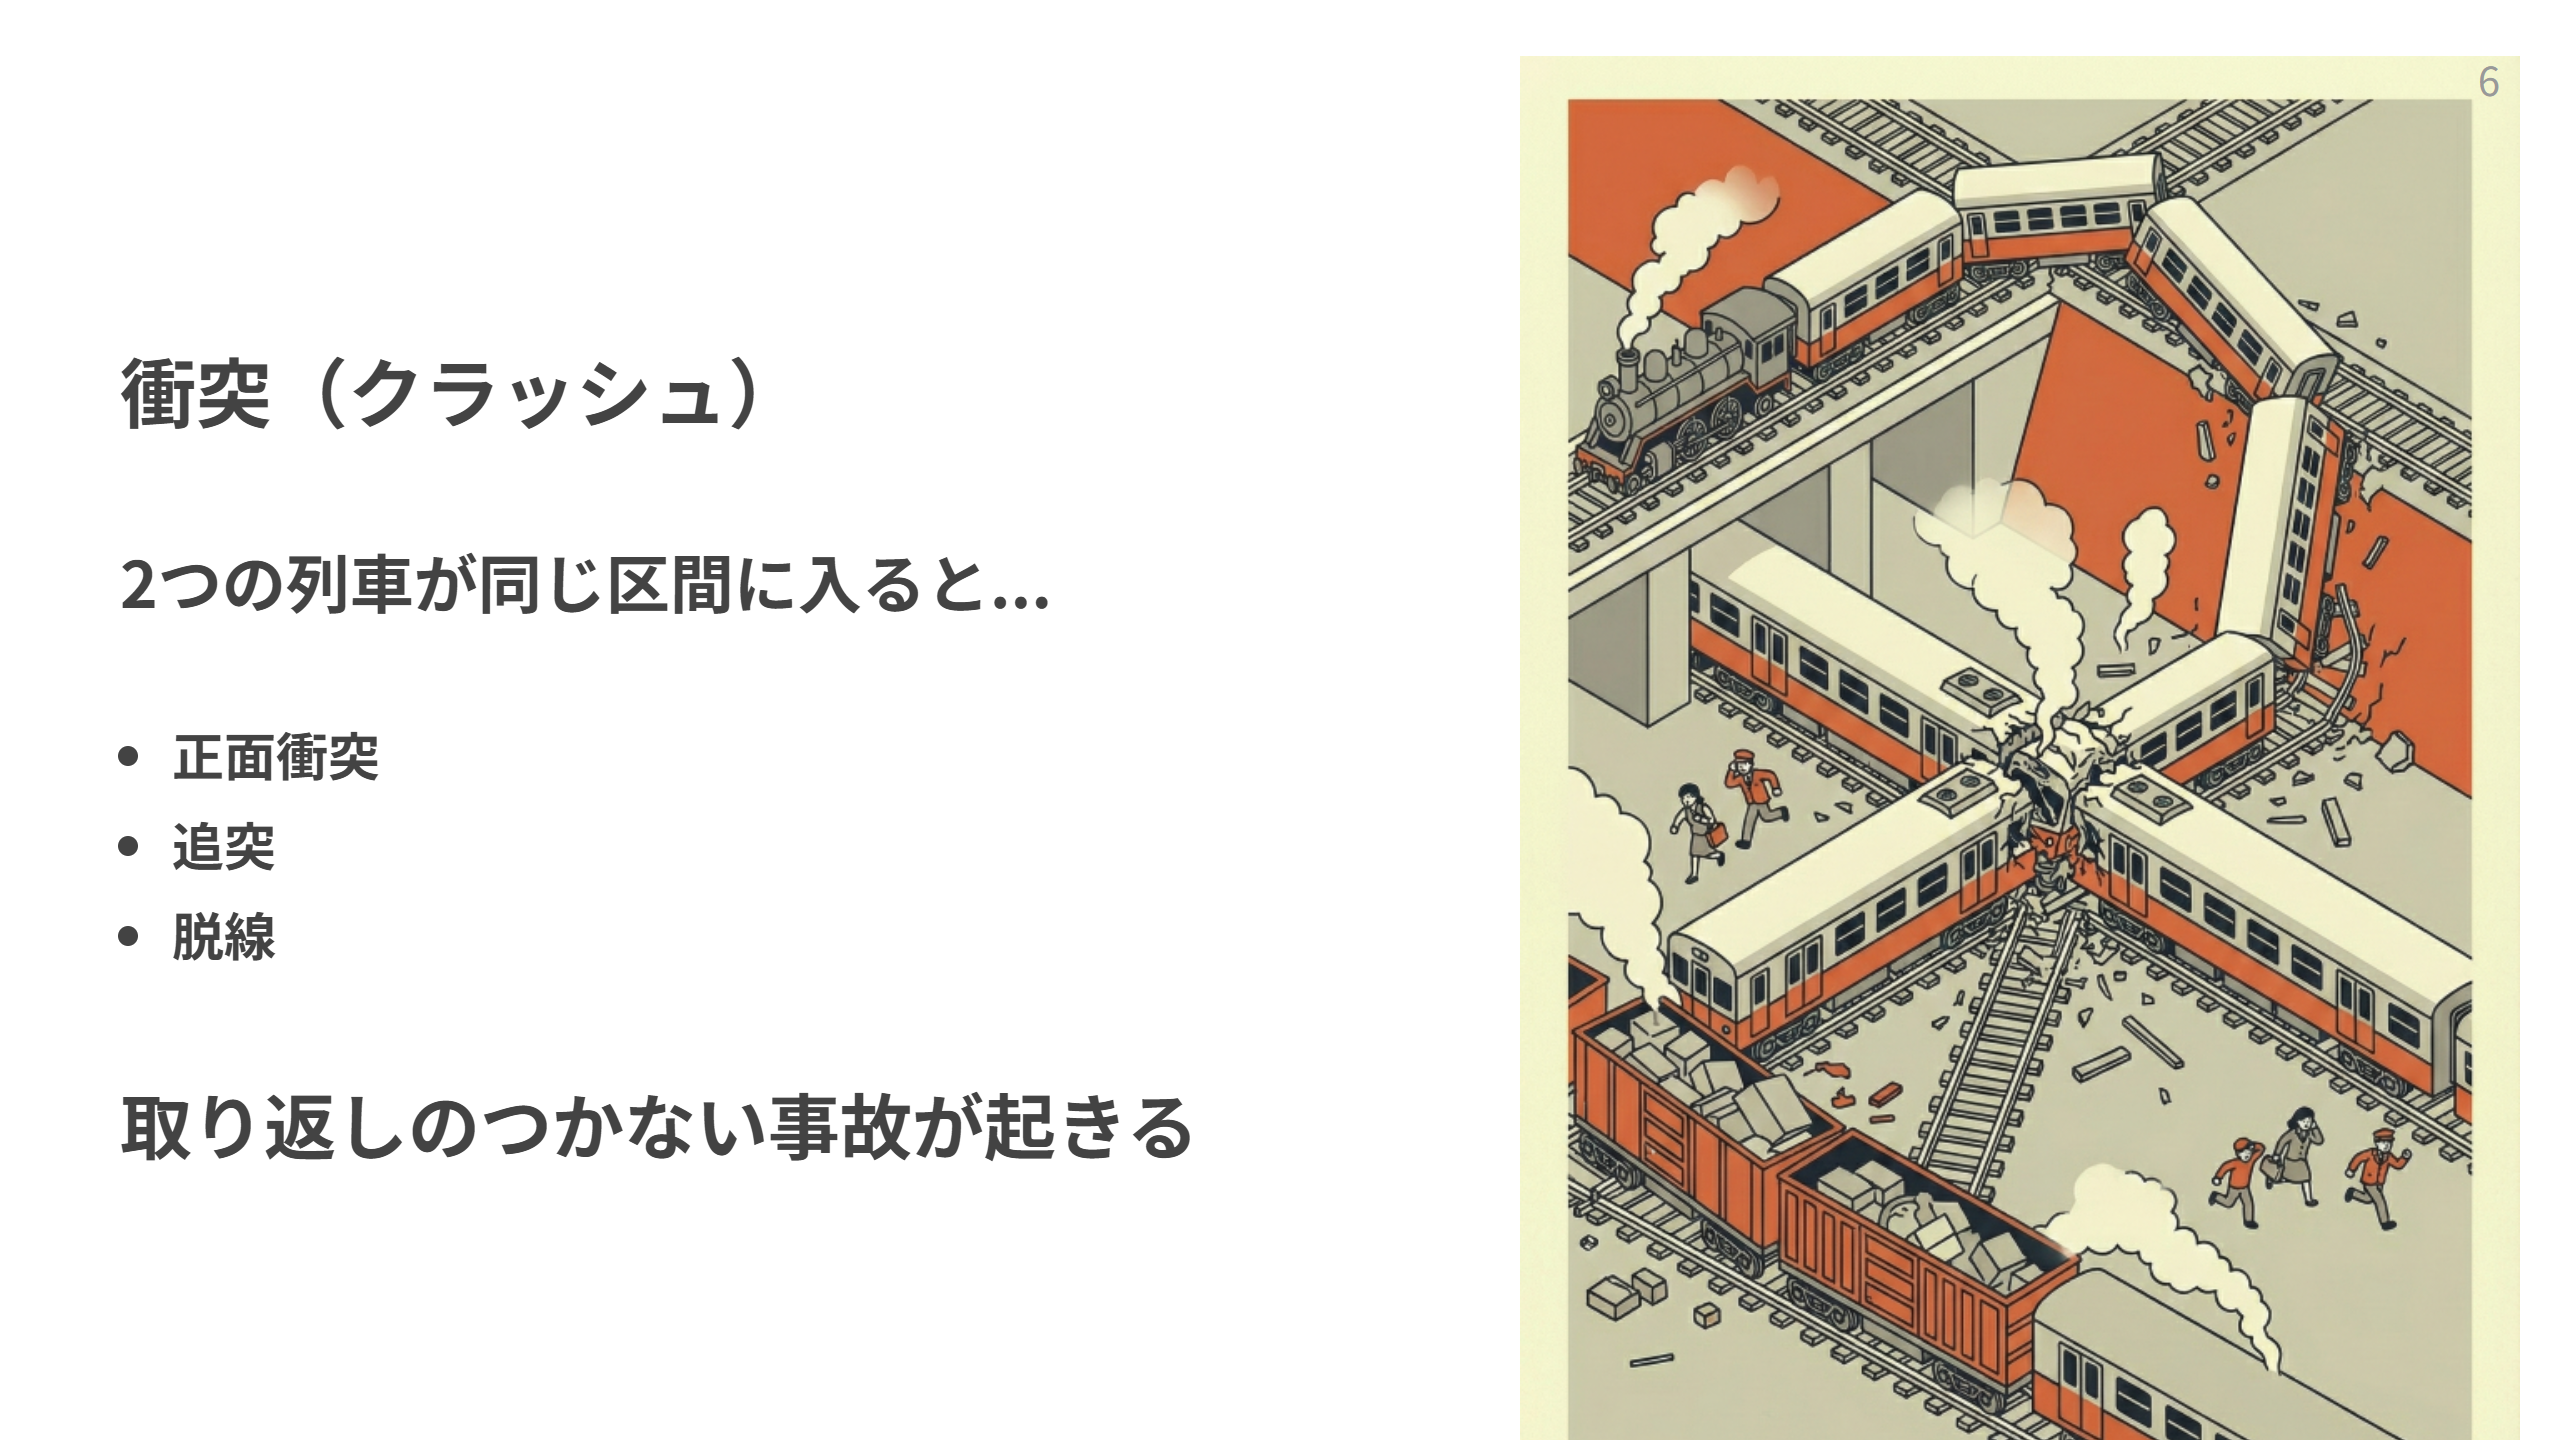 6
衝突（クラッシュ）
2つの列車が同じ区間に入ると...
• 正面衝突
• 追突
• 脱線
取り返しのつかない事故が起きる